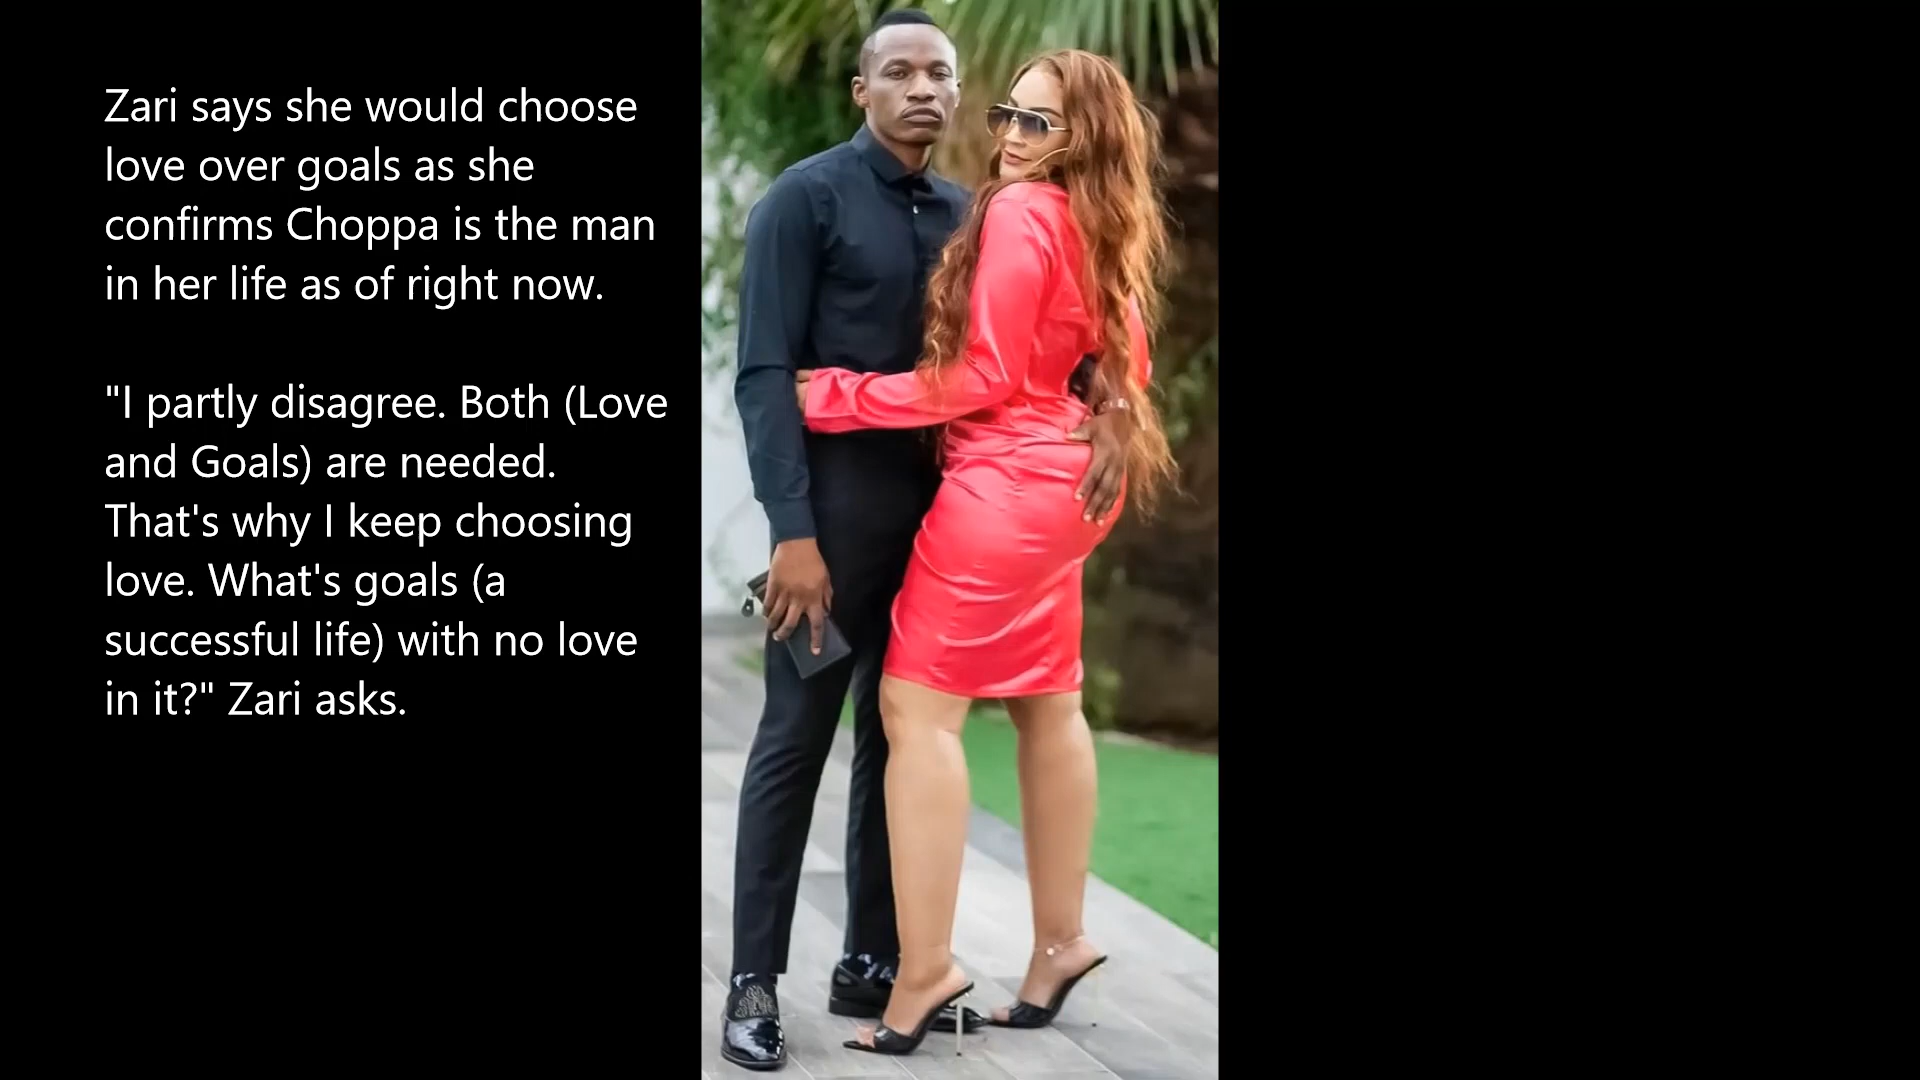 Zari says she would choose
love over goals as she
confirms Choppa is the man
in her life as of right now.
"I partly disagree. Both (Love
and Goals) are needed.
That's why I keep choosing
love. What's goals (a
successful life) with no love
in it?" Zari asks.